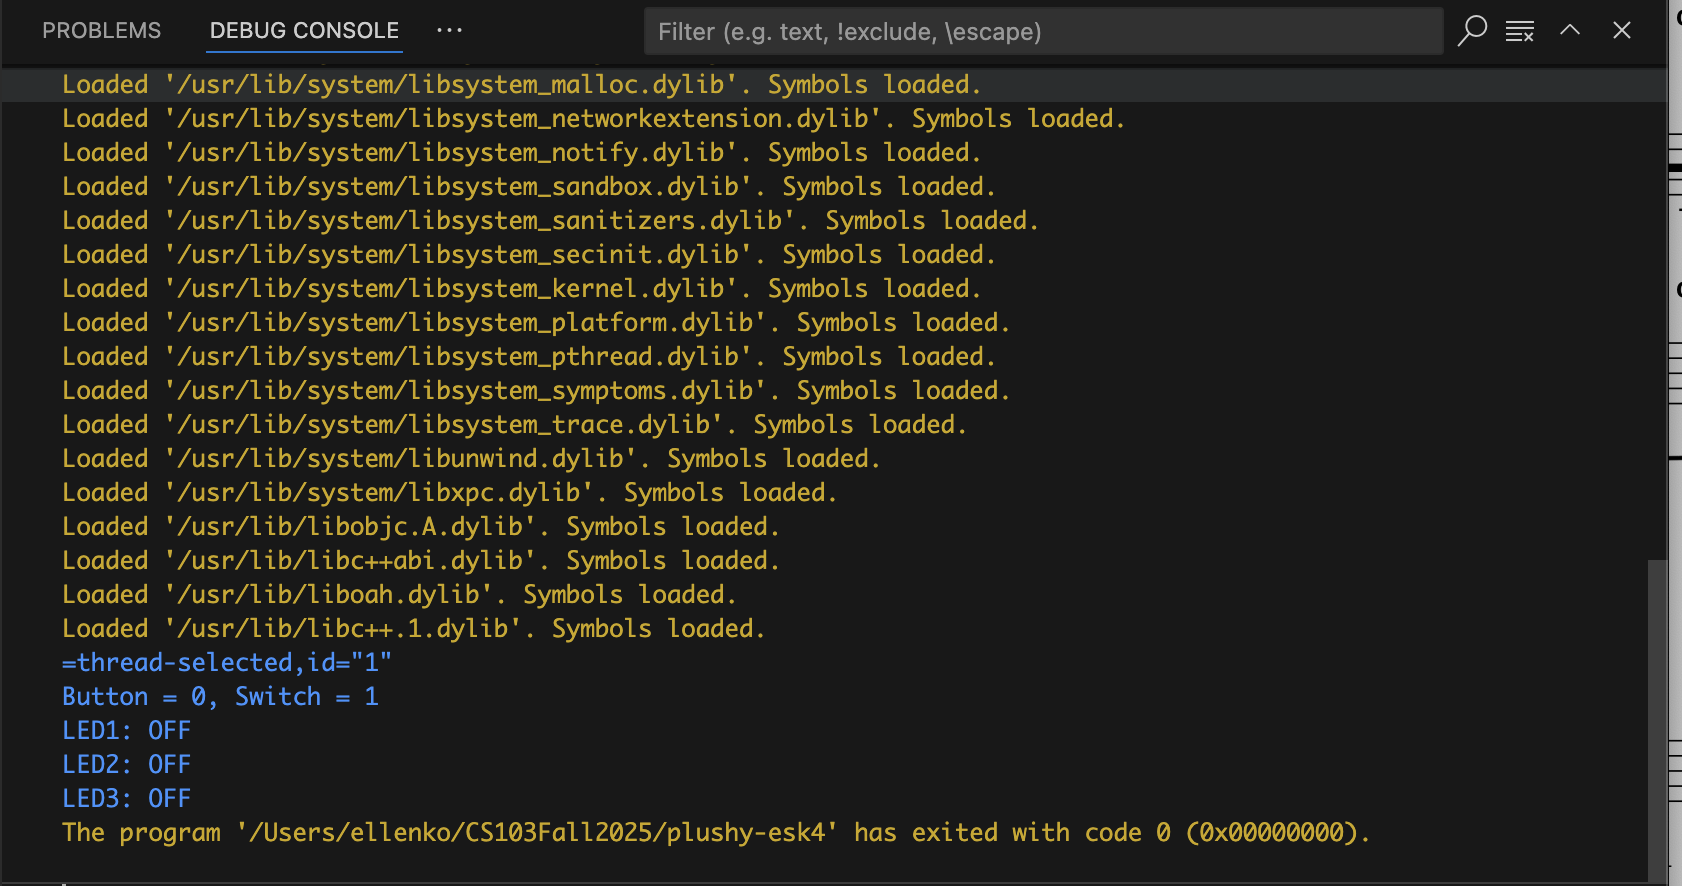 PROBLEMS DEBUG CONSOLE ... Filter (e.g. text, !exclude, \escape)
Loaded '/usr/lib/system/libsystem_malloc.dylib'. Symbols loaded.
Loaded '/usr/lib/system/libsystem_networkextension.dylib'. Symbols loaded.
Loaded '/usr/lib/system/libsystem_notify.dylib'. Symbols loaded.
Loaded '/usr/lib/system/libsystem_sandbox.dylib'. Symbols loaded.
Loaded '/usr/lib/system/libsystem_sanitizers.dylib'. Symbols loaded.
Loaded '/usr/lib/system/libsystem_secinit.dylib'. Symbols loaded.
Loaded '/usr/lib/system/libsystem_kernel.dylib'. Symbols loaded.
Loaded '/usr/lib/system/libsystem_platform.dylib'. Symbols loaded.
Loaded '/usr/lib/system/libsystem_pthread.dylib'. Symbols loaded.
Loaded '/usr/lib/system/libsystem_symptoms.dylib'. Symbols loaded.
Loaded '/usr/lib/system/libsystem_trace.dylib'. Symbols loaded.
Loaded '/usr/lib/system/libunwind.dylib'. Symbols loaded.
Loaded '/usr/lib/system/libxpc.dylib'. Symbols loaded.
Loaded '/usr/lib/libobjc.A.dylib'. Symbols loaded.
Loaded '/usr/lib/libc++abi.dylib'. Symbols loaded.
Loaded '/usr/lib/liboah.dylib'. Symbols loaded.
Loaded '/usr/lib/libc++.1.dylib'. Symbols loaded.
=thread-selected,id="1"
Button = 0, Switch = 1
LED1: OFF
LED2: OFF
LED3: OFF
The program '/Users/ellenko/CS103Fall2025/plushy-esk4' has exited with code 0 (0x00000000).